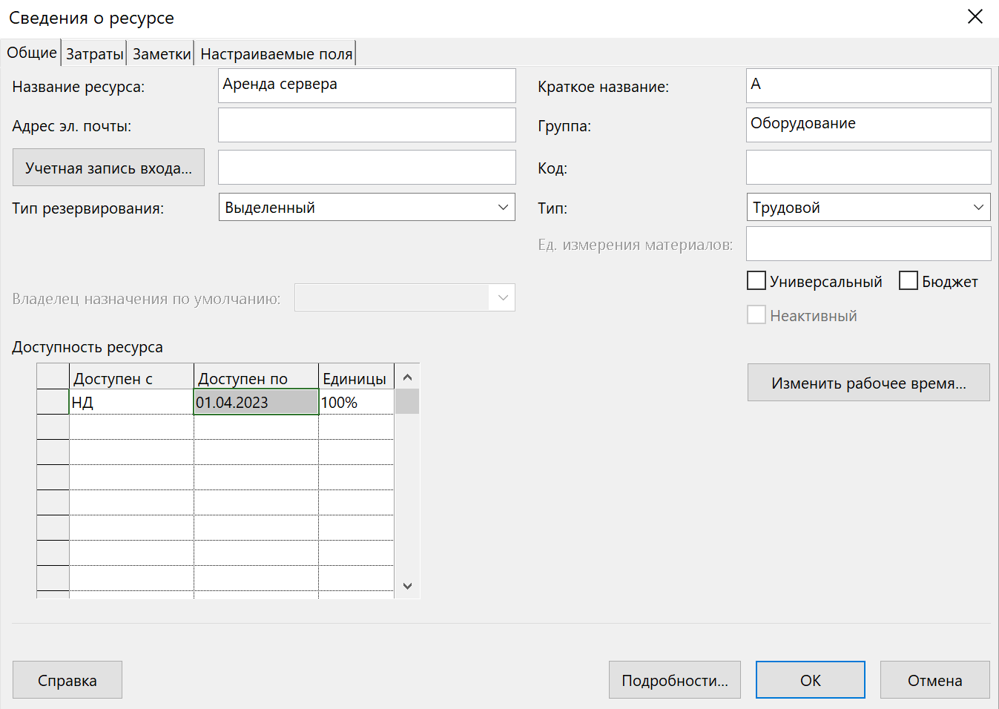 Сведения о ресурсе
Общие Затраты Заметки Настраиваемые поля
Название ресурса: Аренда сервера Краткое название: А
Адрес эл. почты: Группа: Оборудование
Учетная запись входа... Код:
Тип резервирования: Выделенный Тип: Трудовой
Ед. измерения материалов:
Универсальный Бюджет
Владелец назначения по умолчанию:
Неактивный
Доступность ресурса
Доступен с Доступен по Единицы
Изменить рабочее время...
НД 01.04.2023 100%
Справка Подробности... ОК Отмена